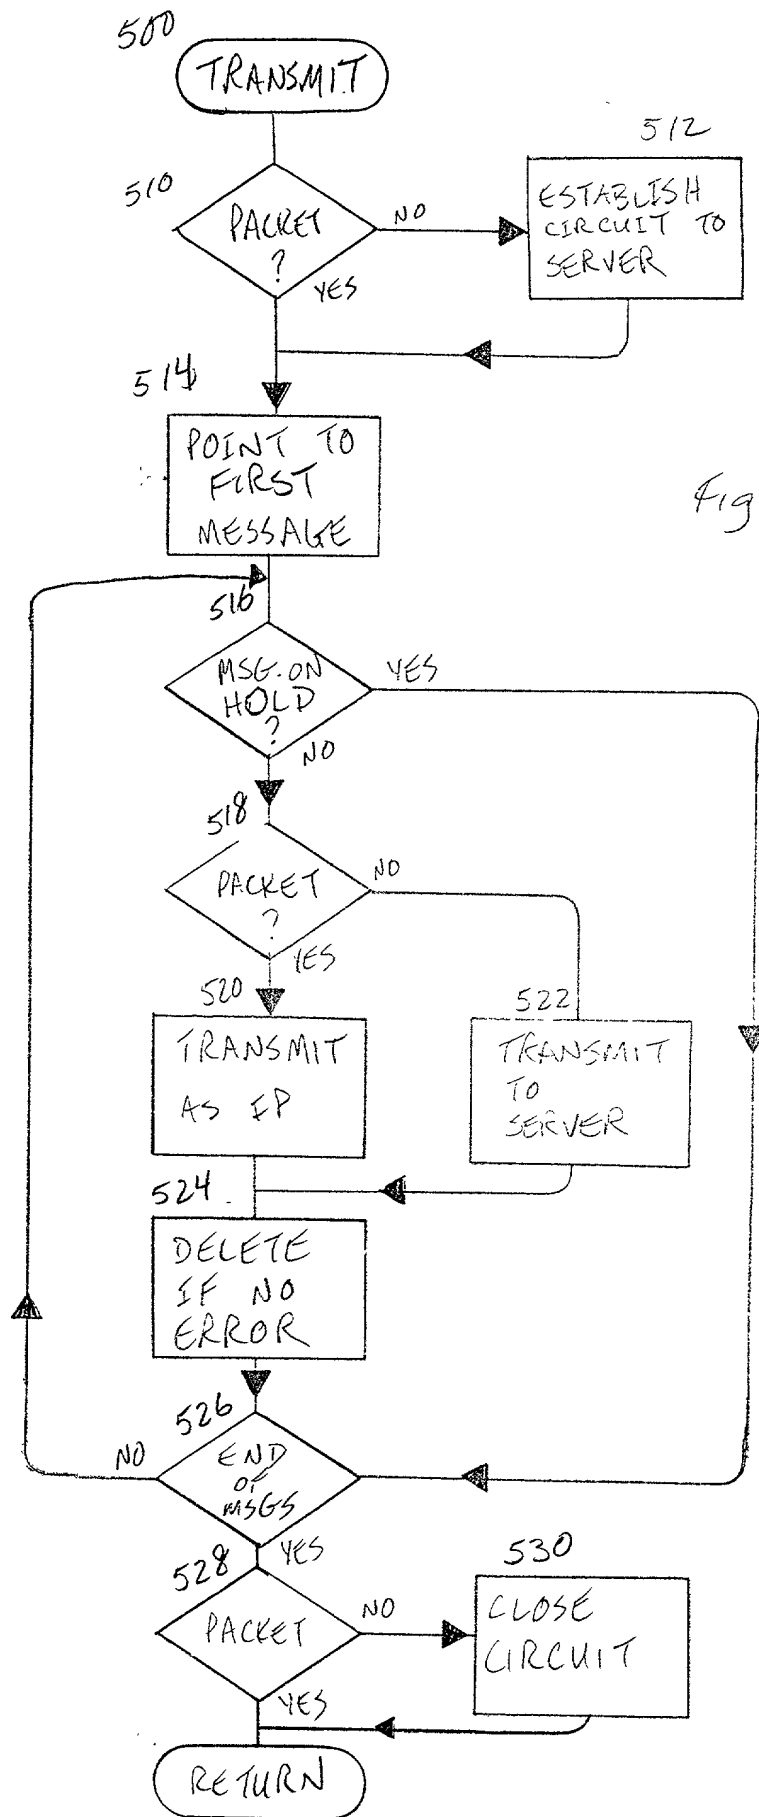 500
TRANSMIT
510
PACKET
?
NO
YES
512
ESTABLISH
CIRCUIT TO
SERVER
514
POINT TO
FIRST
MESSAGE
Fig
516
MSG. ON
HOLD
?
YES
NO
518
PACKET
?
NO
YES
520
TRANSMIT
AS IP
522
TRANSMIT
TO
SERVER
524
DELETE
IF NO
ERROR
526
END
OF
MSGS
NO
YES
528
PACKET
NO
YES
530
CLOSE
CIRCUIT
RETURN